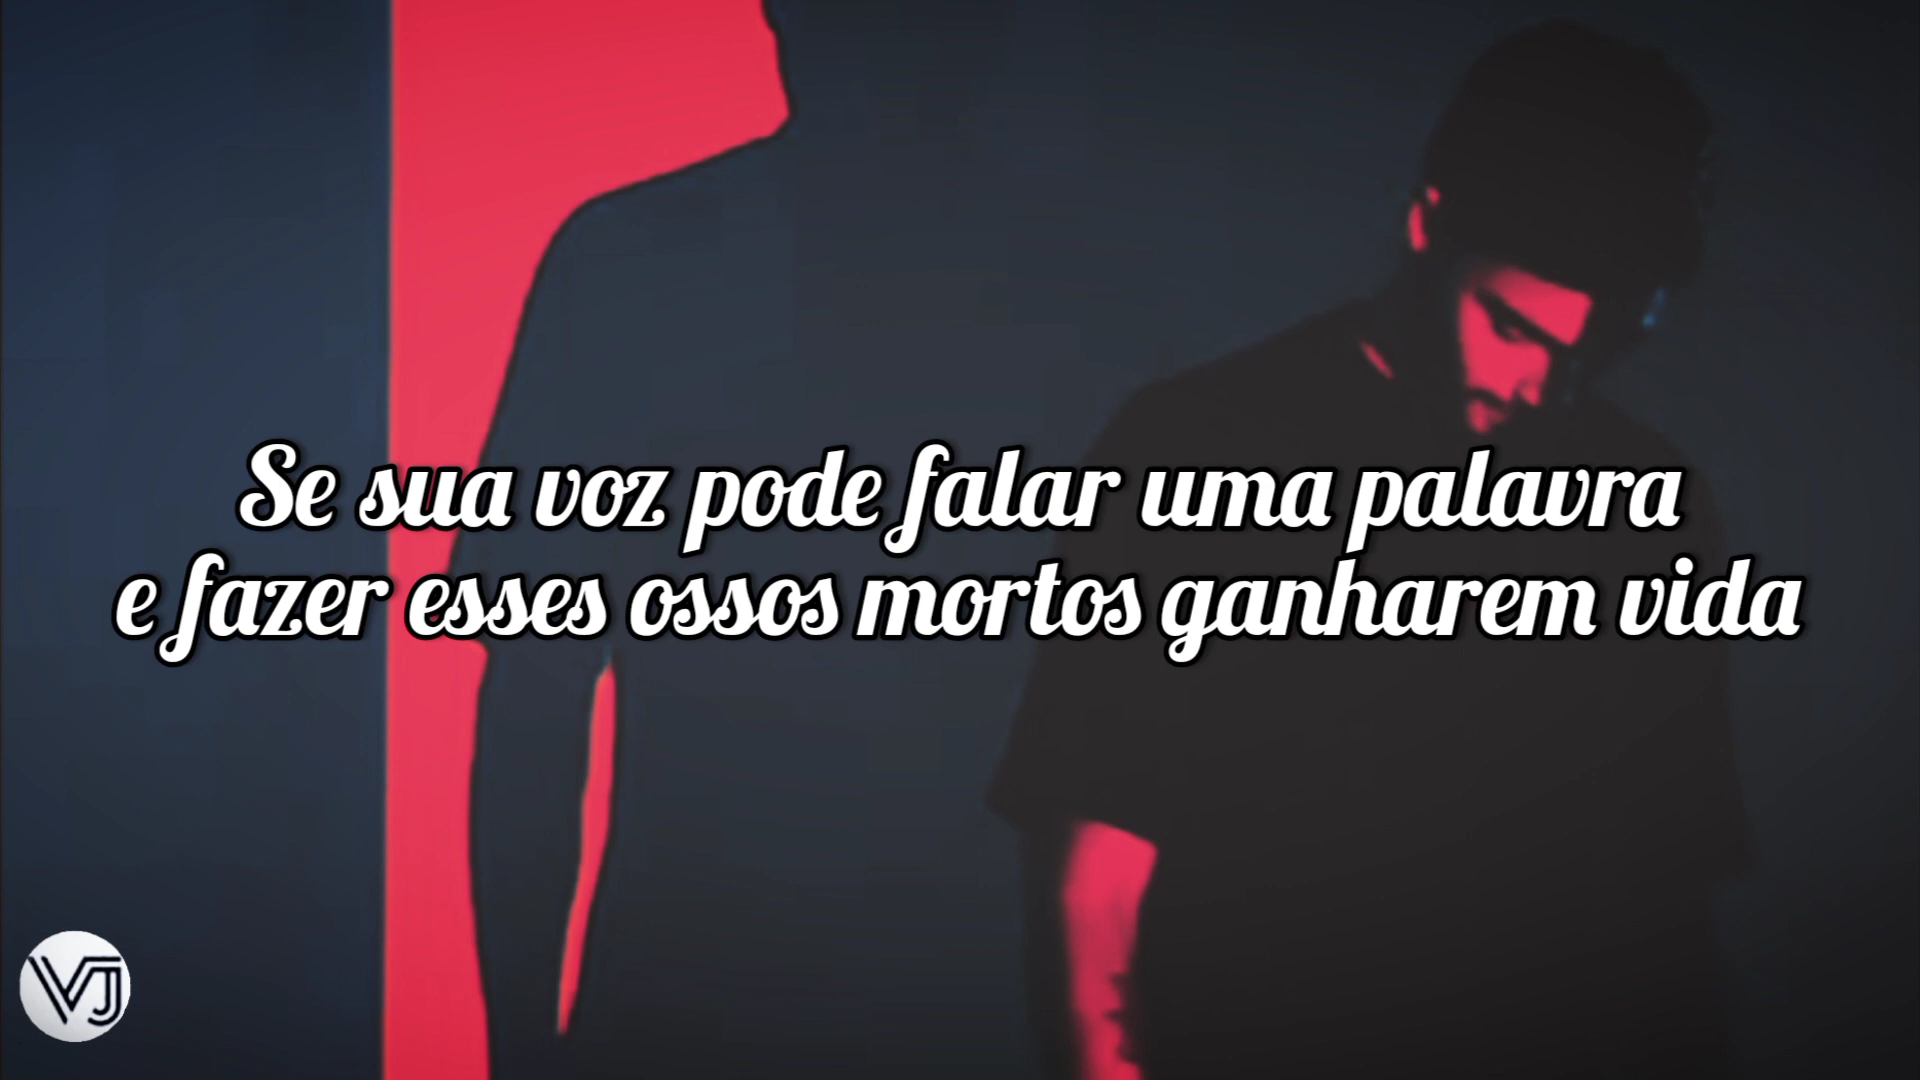 Se sua voz pode falar uma palavra
e fazer esses ossos mortos ganharem vida
VJ